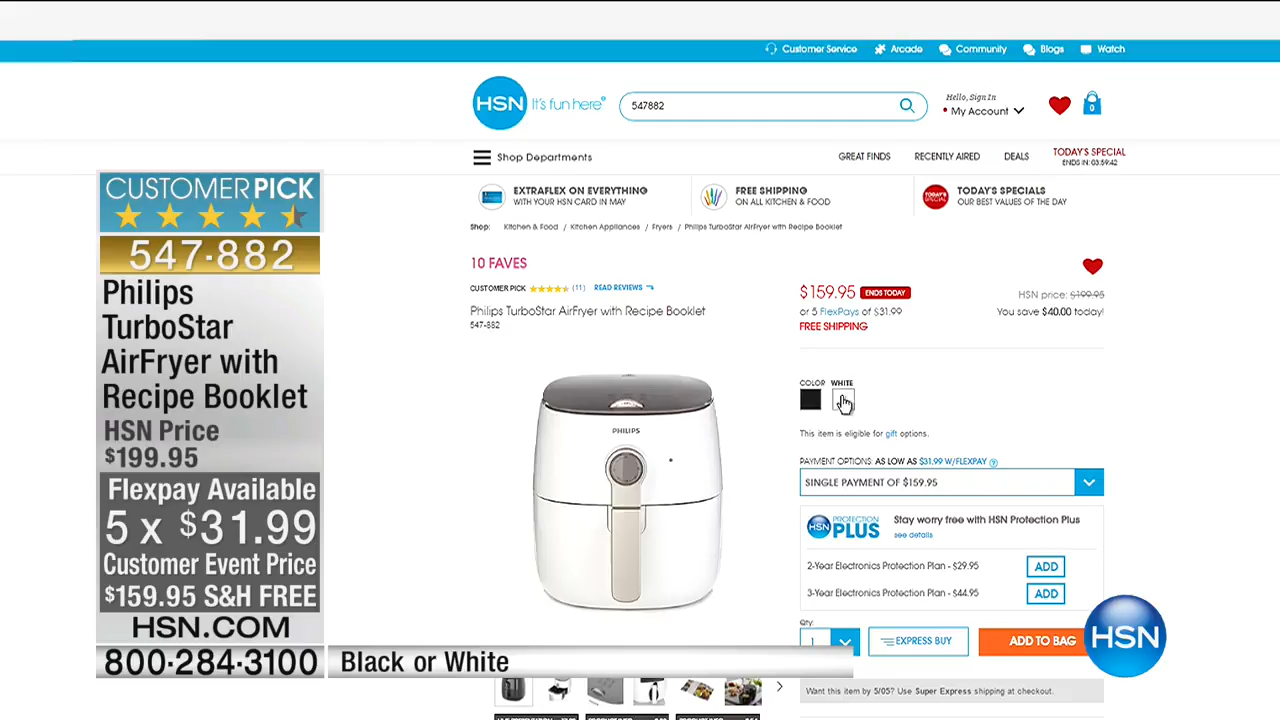 Customer Service
Arcade
Community
Blogs
Watch
HSN It's fun here®
547882
Hello, Sign In
My Account
0
Shop Departments
GREAT FINDS
RECENTLY AIRED
DEALS
TODAY'S SPECIAL
ENDS IN: 03:59:42
EXTRAFLEX ON EVERYTHING
WITH YOUR HSN CARD IN MAY
FREE SHIPPING
ON ALL KITCHEN & FOOD
TODAY'S SPECIAL
TODAY'S SPECIALS
OUR BEST VALUES OF THE DAY
Shop: Kitchen & Food / Kitchen Appliances / Fryers / Philips TurboStar AirFryer with Recipe Booklet
10 FAVES
CUSTOMER PICK (11) READ REVIEWS
Philips TurboStar AirFryer with Recipe Booklet
547-882
PHILIPS
$159.95 ENDS TODAY
HSN price: $199.95
or 5 FlexPays of $31.99
You save $40.00 today!
FREE SHIPPING
COLOR WHITE
This item is eligible for gift options.
PAYMENT OPTIONS: AS LOW AS $31.99 W/FLEXPAY ?
SINGLE PAYMENT OF $159.95
HSN PROTECTION PLUS
Stay worry free with HSN Protection Plus
see details
2-Year Electronics Protection Plan - $29.95 ADD
3-Year Electronics Protection Plan - $44.95 ADD
Qty:
1
EXPRESS BUY
ADD TO BAG
Want this item by 5/05? Use Super Express shipping at checkout.
CUSTOMER PICK
547-882
Philips
TurboStar
AirFryer with
Recipe Booklet
HSN Price
$199.95
Flexpay Available
5 x $31.99
Customer Event Price
$159.95 S&H FREE
HSN.COM
800-284-3100
Black or White
HSN